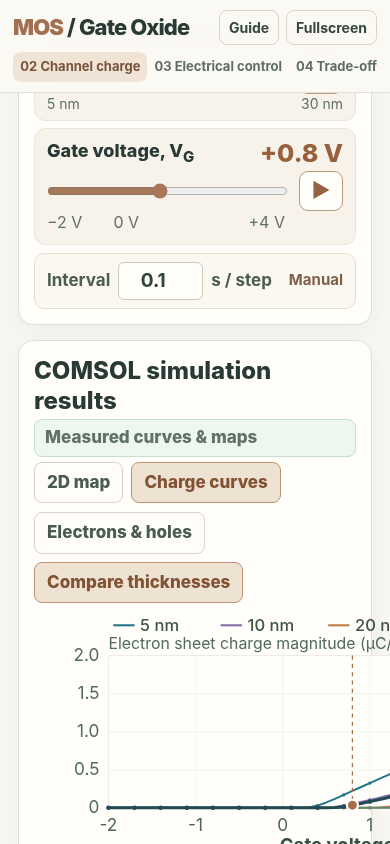 MOS / Gate Oxide
Guide
Fullscreen
02 Channel charge
03 Electrical control
04 Trade-off
5 nm
30 nm
Gate voltage, VG
+0.8 V
−2 V
0 V
+4 V
Interval
0.1
s / step
Manual
COMSOL simulation
results
Measured curves & maps
2D map
Charge curves
Electrons & holes
Compare thicknesses
5 nm
10 nm
20 n
Electron sheet charge magnitude (μC/
2.0
1.5
1.0
0.5
0
-2
-1
0
1
Gate voltage